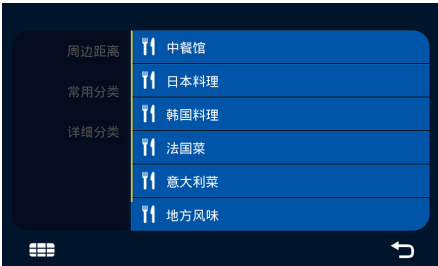 周边距离
常用分类
详细分类
中餐馆
日本料理
韩国料理
法国菜
意大利菜
地方风味